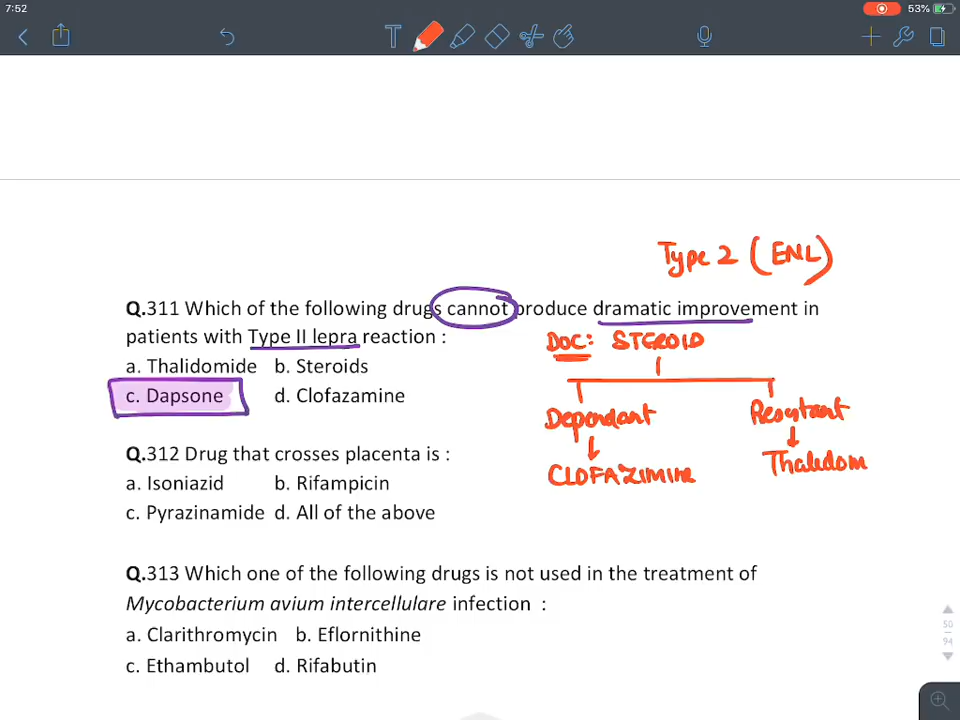 7:52
53%
T
Type 2 (ENL)
Q.311 Which of the following drugs cannot produce dramatic improvement in
patients with Type II lepra reaction :
DOC: STEROID
a. Thalidomide b. Steroids
c. Dapsone d. Clofazamine
Dependant Resistant
CLOFAZIMINE Thalidom
Q.312 Drug that crosses placenta is :
a. Isoniazid b. Rifampicin
c. Pyrazinamide d. All of the above
Q.313 Which one of the following drugs is not used in the treatment of
Mycobacterium avium intercellulare infection :
a. Clarithromycin b. Eflornithine
c. Ethambutol d. Rifabutin
50
94